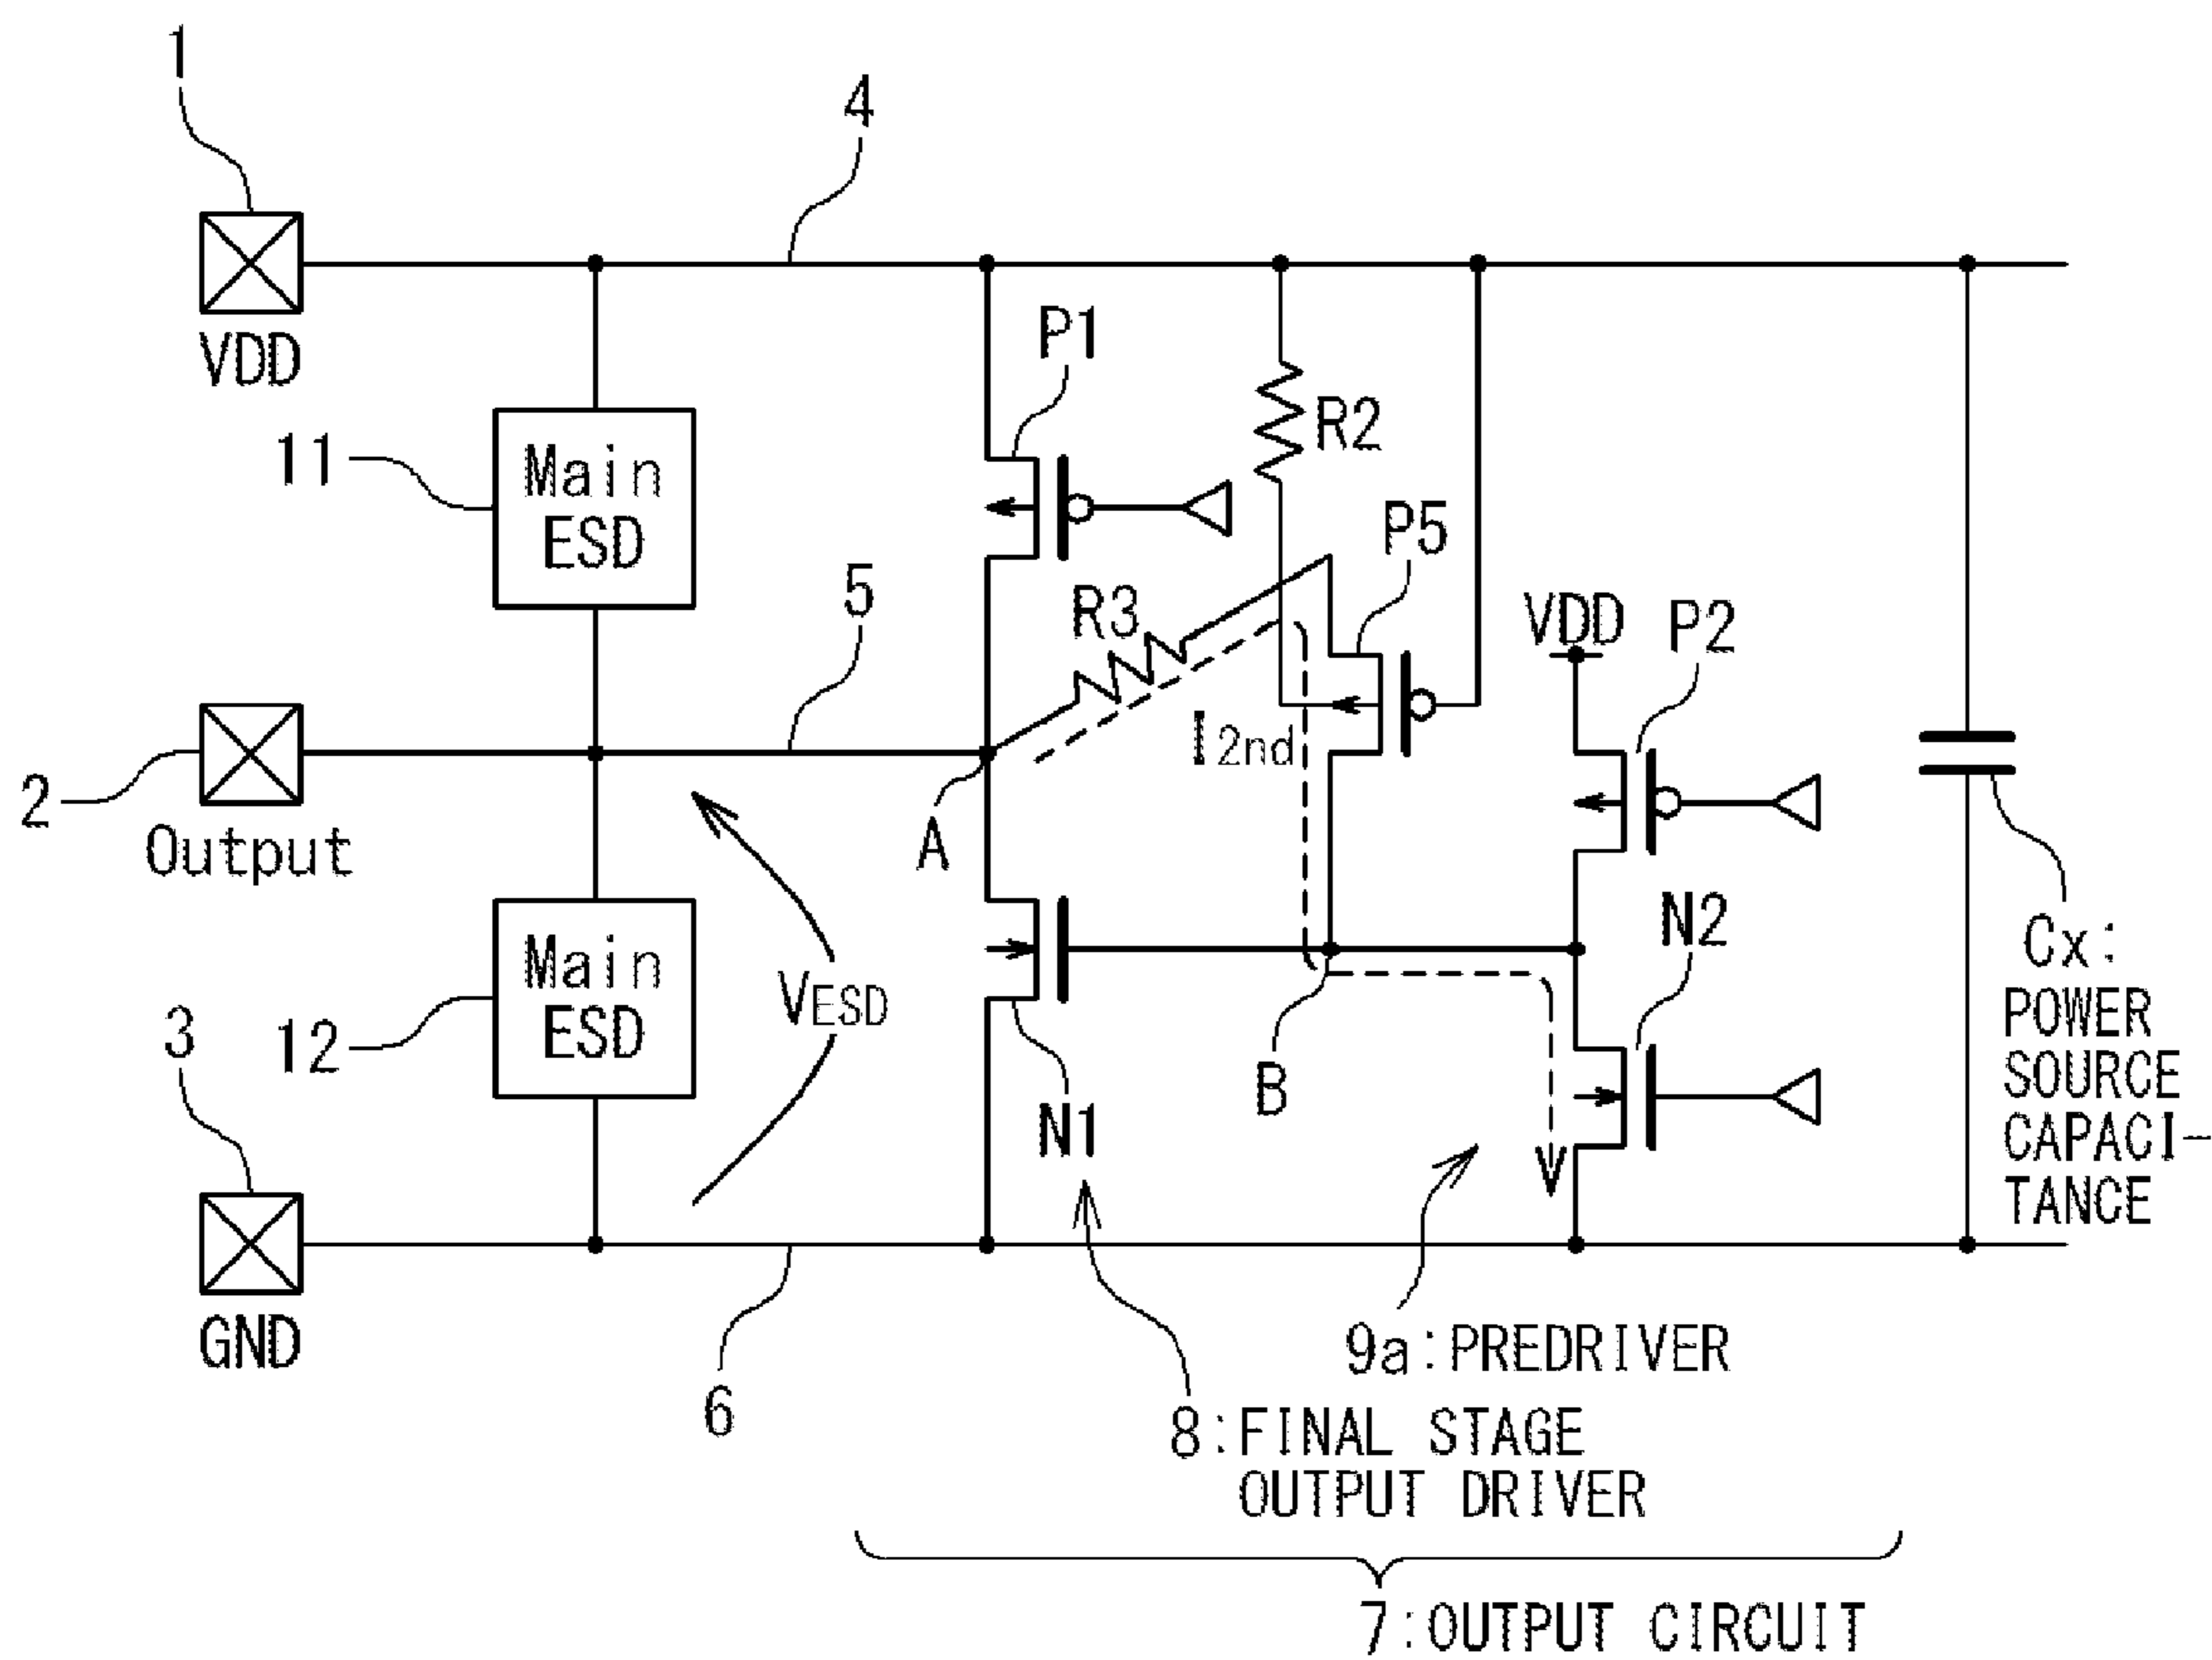 1
4
VDD
P1
R2
11
Main
ESD
P5
5
R3
VDD
P2
I2nd
2
Output
A
N2
Cx:
POWER
SOURCE
CAPACI-
TANCE
Main
ESD
VESD
3
12
B
N1
GND
6
9a:PREDRIVER
8:FINAL STAGE
OUTPUT DRIVER
7:OUTPUT CIRCUIT